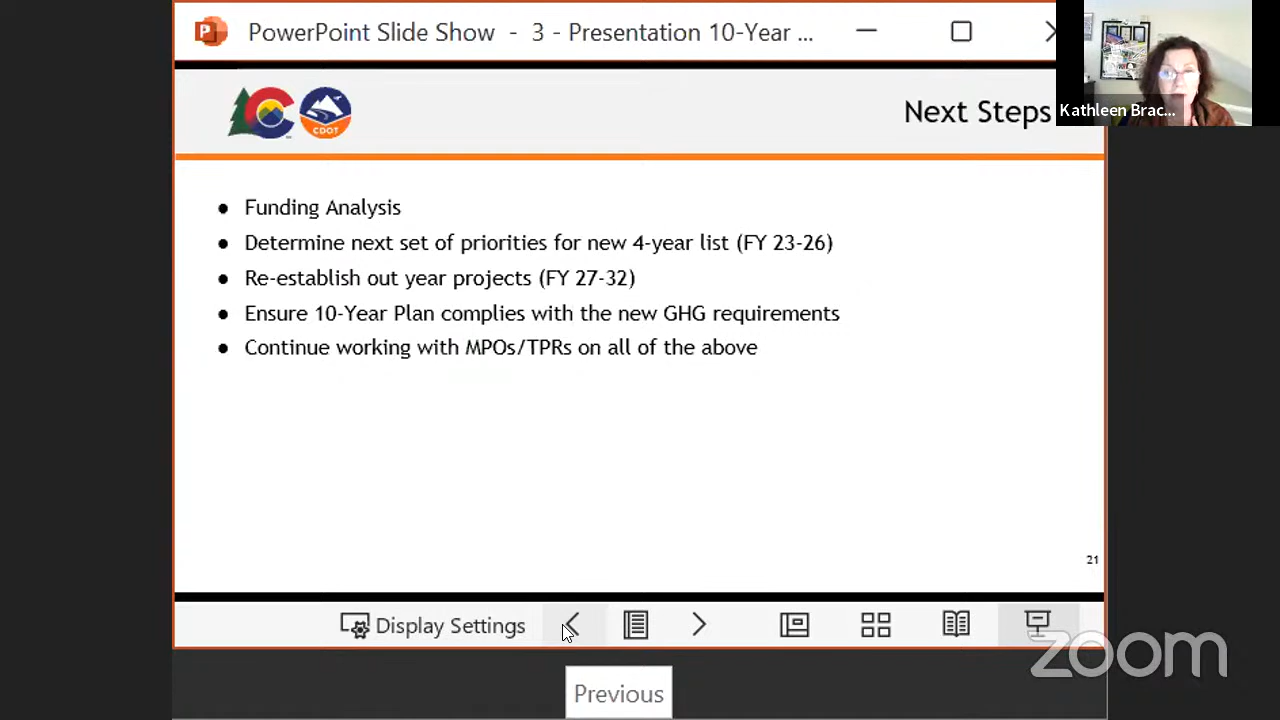 PowerPoint Slide Show - 3 - Presentation 10-Year ...
Kathleen Brac...
CDOT
Next Steps
● Funding Analysis
● Determine next set of priorities for new 4-year list (FY 23-26)
● Re-establish out year projects (FY 27-32)
● Ensure 10-Year Plan complies with the new GHG requirements
● Continue working with MPOs/TPRs on all of the above
21
Display Settings
Previous
zoom